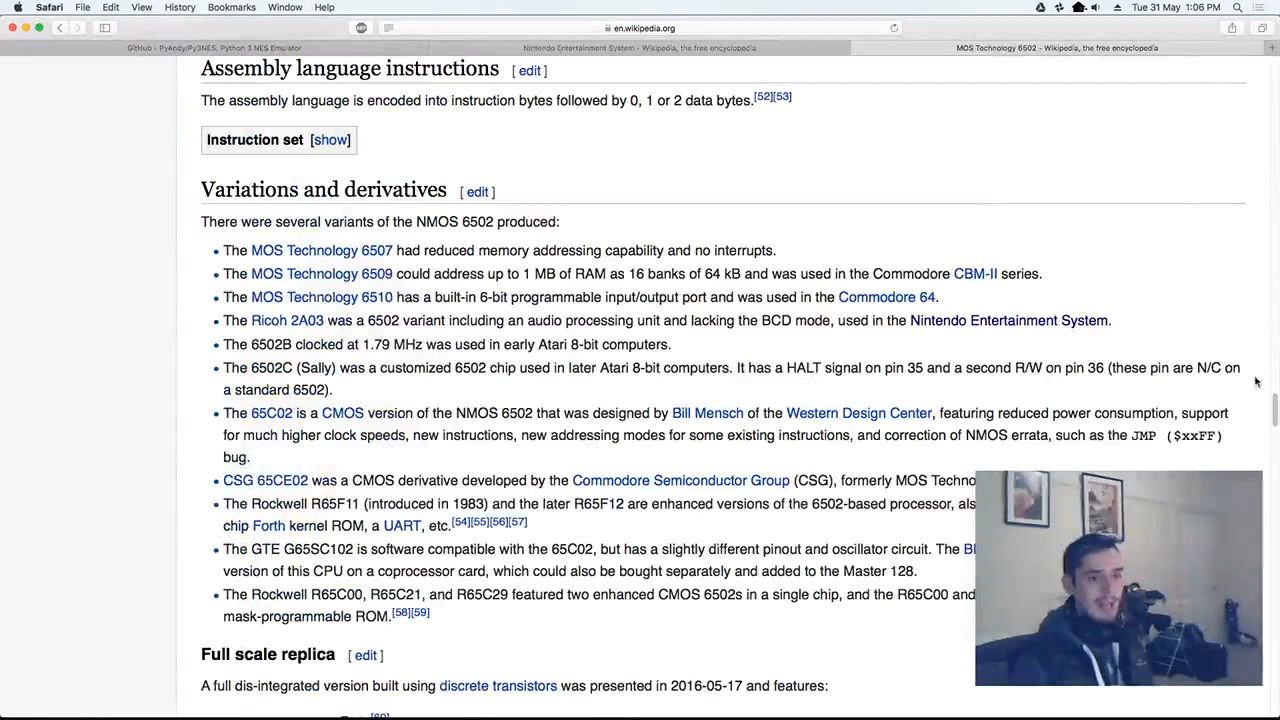 Safari File Edit View History Bookmarks Window Help Tue 31 May 1:06 PM
en.wikipedia.org
GitHub - PyAndy/Py3NES: Python 3 NES Emulator Nintendo Entertainment System - Wikipedia, the free encyclopedia MOS Technology 6502 - Wikipedia, the free encyclopedia
Assembly language instructions [ edit ]
The assembly language is encoded into instruction bytes followed by 0, 1 or 2 data bytes.[52][53]
Instruction set [show]
Variations and derivatives [ edit ]
There were several variants of the NMOS 6502 produced:
• The MOS Technology 6507 had reduced memory addressing capability and no interrupts.
• The MOS Technology 6509 could address up to 1 MB of RAM as 16 banks of 64 kB and was used in the Commodore CBM-II series.
• The MOS Technology 6510 has a built-in 6-bit programmable input/output port and was used in the Commodore 64.
• The Ricoh 2A03 was a 6502 variant including an audio processing unit and lacking the BCD mode, used in the Nintendo Entertainment System.
• The 6502B clocked at 1.79 MHz was used in early Atari 8-bit computers.
• The 6502C (Sally) was a customized 6502 chip used in later Atari 8-bit computers. It has a HALT signal on pin 35 and a second R/W on pin 36 (these pin are N/C on
a standard 6502).
• The 65C02 is a CMOS version of the NMOS 6502 that was designed by Bill Mensch of the Western Design Center, featuring reduced power consumption, support
for much higher clock speeds, new instructions, new addressing modes for some existing instructions, and correction of NMOS errata, such as the JMP ($xxFF)
bug.
• CSG 65CE02 was a CMOS derivative developed by the Commodore Semiconductor Group (CSG), formerly MOS Techno
• The Rockwell R65F11 (introduced in 1983) and the later R65F12 are enhanced versions of the 6502-based processor, als
chip Forth kernel ROM, a UART, etc.[54][55][56][57]
• The GTE G65SC102 is software compatible with the 65C02, but has a slightly different pinout and oscillator circuit. The B
version of this CPU on a coprocessor card, which could also be bought separately and added to the Master 128.
• The Rockwell R65C00, R65C21, and R65C29 featured two enhanced CMOS 6502s in a single chip, and the R65C00 and
mask-programmable ROM.[58][59]
Full scale replica [ edit ]
A full dis-integrated version built using discrete transistors was presented in 2016-05-17 and features:
[60]